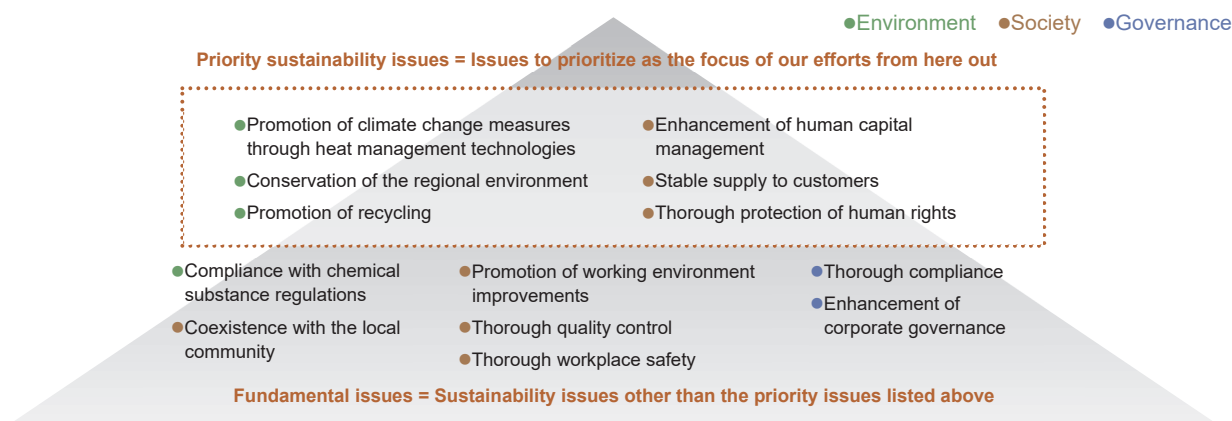 ●Environment ●Society ●Governance
Priority sustainability issues = Issues to prioritize as the focus of our efforts from here out
●Promotion of climate change measures
through heat management technologies
●Conservation of the regional environment
●Promotion of recycling
●Enhancement of human capital
management
●Stable supply to customers
●Thorough protection of human rights
●Compliance with chemical
substance regulations
●Coexistence with the local
community
●Promotion of working environment
improvements
●Thorough quality control
●Thorough workplace safety
●Thorough compliance
●Enhancement of
corporate governance
Fundamental issues = Sustainability issues other than the priority issues listed above